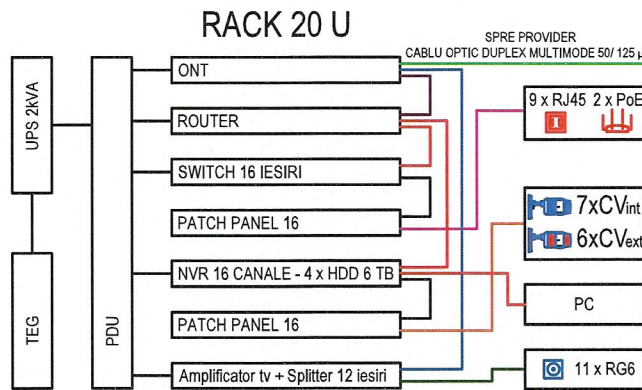 RACK 20 U
SPRE PROVIDER
CABLU OPTIC DUPLEX MULTIMODE 50/ 125 µ
UPS 2kVA
TEG
PDU
ONT
ROUTER
SWITCH 16 IESIRI
PATCH PANEL 16
NVR 16 CANALE - 4 x HDD 6 TB
PATCH PANEL 16
Amplificator tv + Splitter 12 iesiri
9 x RJ45 2 x PoE
7xCVint
6xCVext
PC
11 x RG6